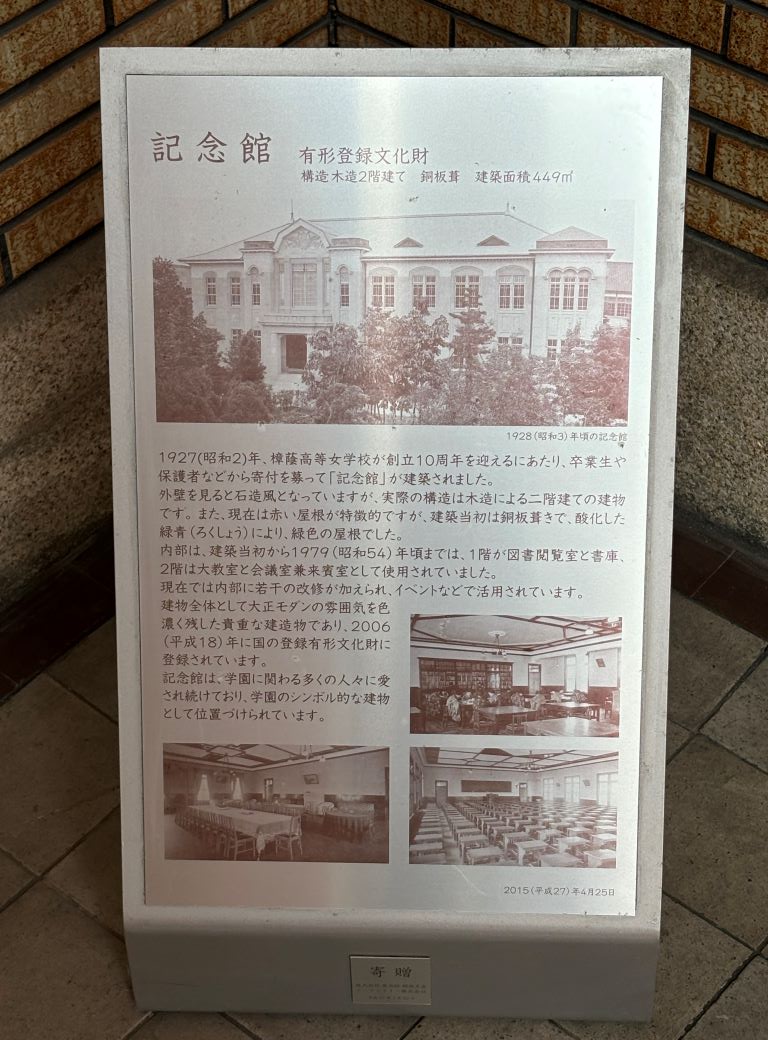 記念館
有形登録文化財
構造 木造2階建て 銅板葺 建築面積449㎡
1928(昭和3)年頃の記念館
1927(昭和2)年、樟蔭高等女学校が創立10周年を迎えるにあたり、卒業生や
保護者などから寄付を募って「記念館」が建築されました。
外壁を見ると石造風となっていますが、実際の構造は木造による二階建ての建物
です。また、現在は赤い屋根が特徴的ですが、建築当初は銅板葺きで、酸化した
緑青(ろくしょう)により、緑色の屋根でした。
内部は、建築当初から1979(昭和54)年頃までは、1階が図書閲覧室と書庫、
2階は大教室と会議室兼来賓室として使用されていました。
現在では内部に若干の改修が加えられ、イベントなどで活用されています。
建物全体として大正モダンの雰囲気を色
濃く残した貴重な建造物であり、2006
(平成18)年に国の登録有形文化財に
登録されています。
記念館は、学園に関わる多くの人々に愛
され続けており、学園のシンボル的な建物
として位置づけられています。
2015(平成27)年4月25日
寄贈